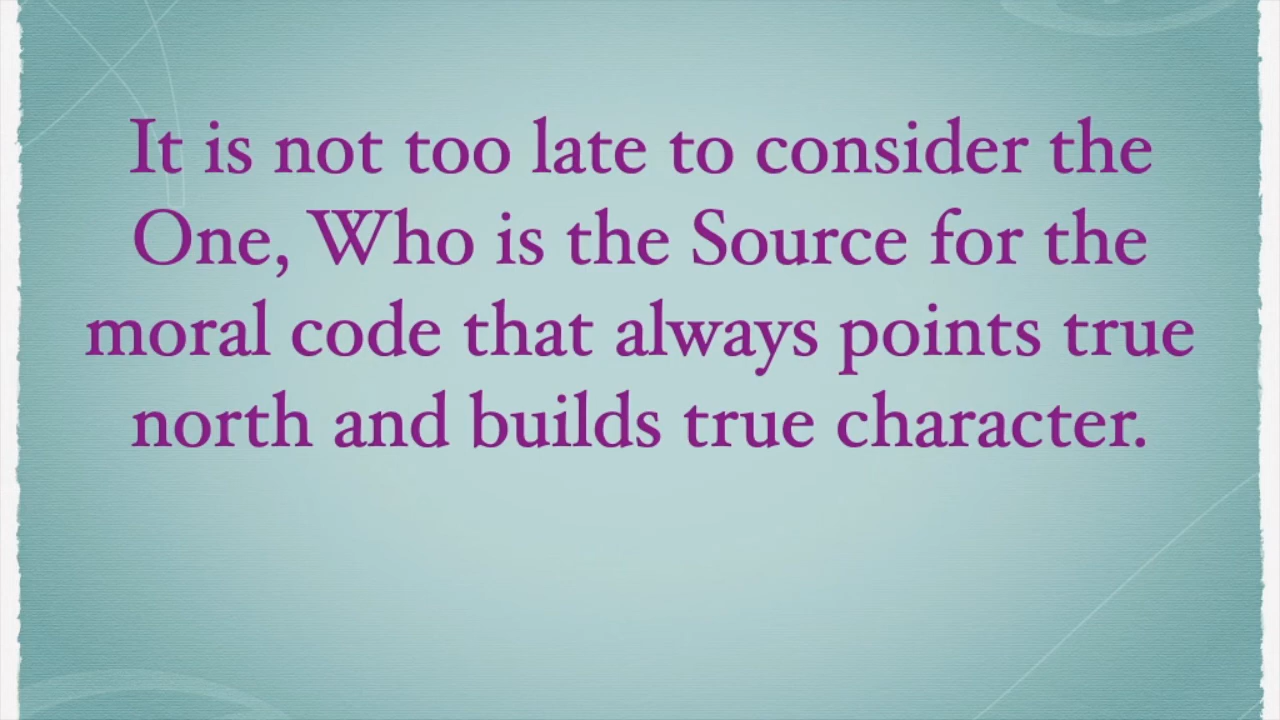 It is not too late to consider the
One, Who is the Source for the
moral code that always points true
north and builds true character.